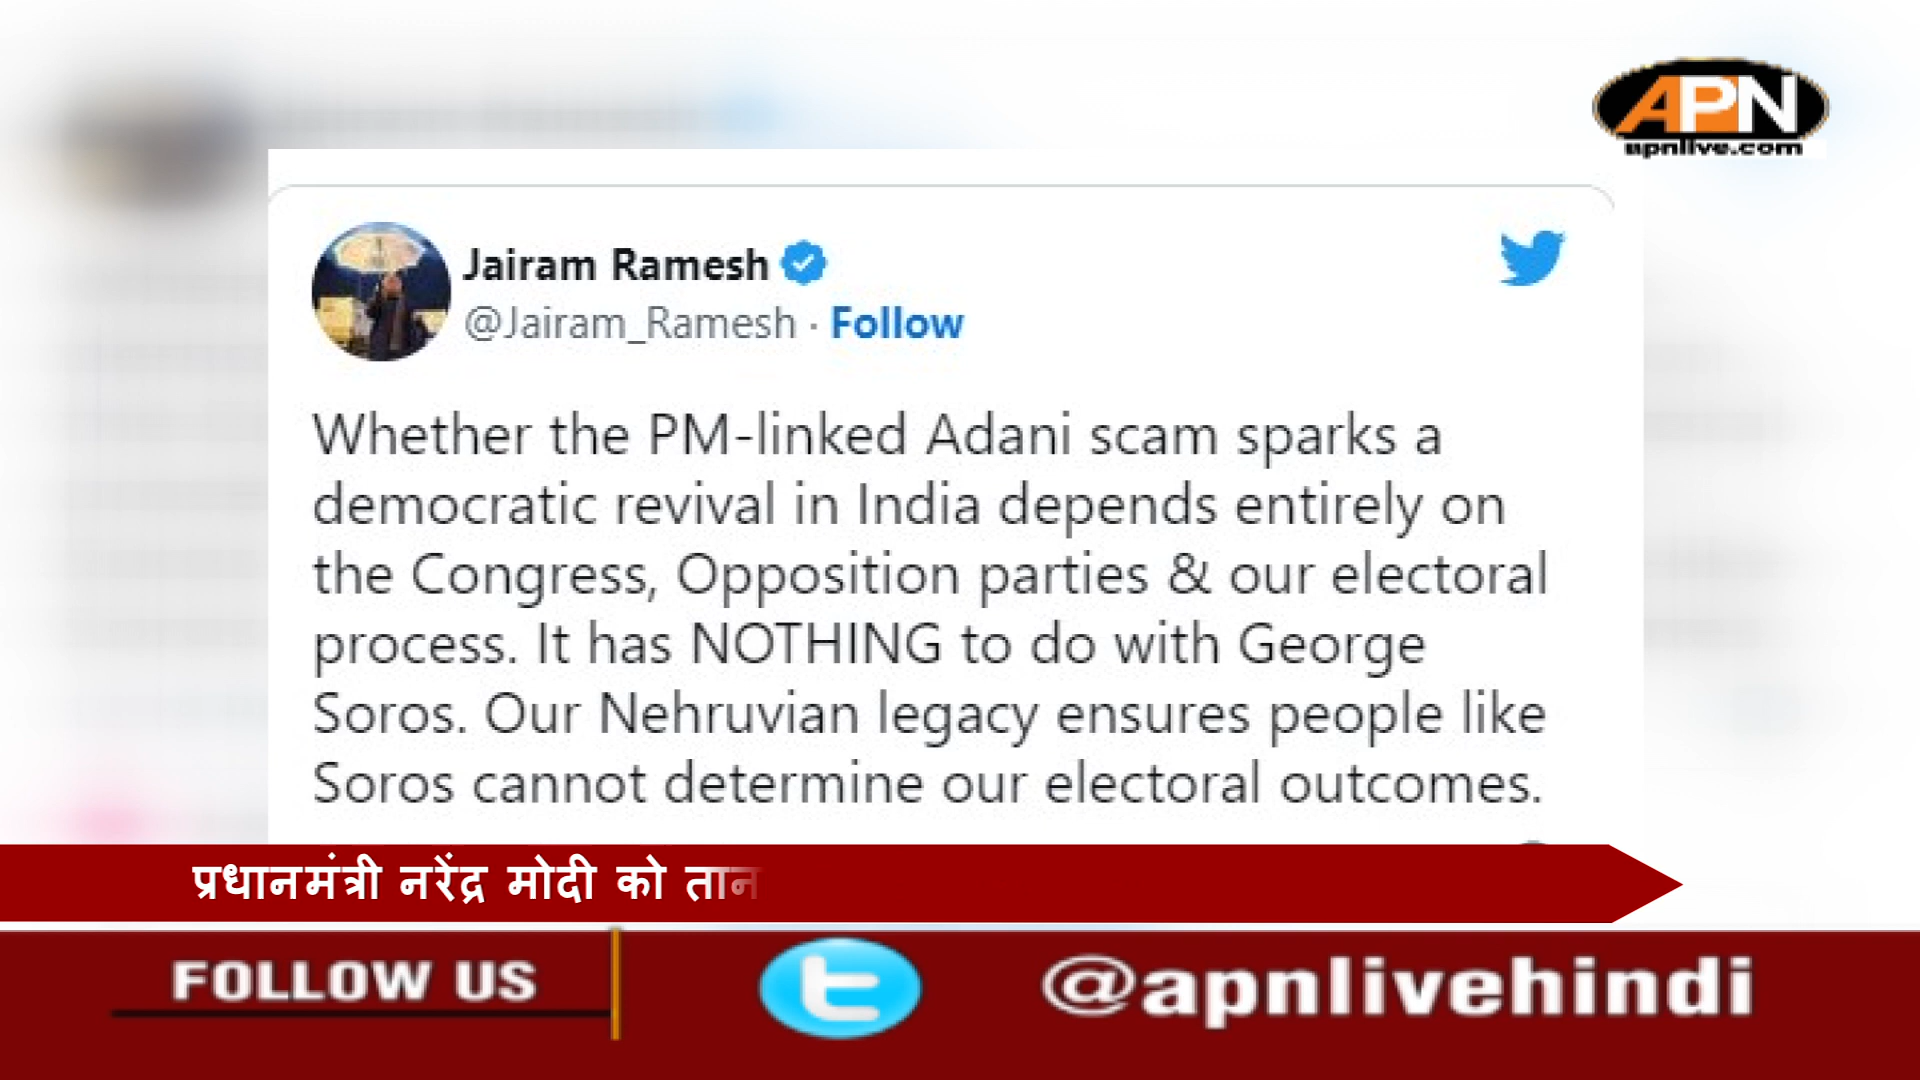 APN
apnlive.com
Jairam Ramesh
@Jairam_Ramesh · Follow
Whether the PM-linked Adani scam sparks a
democratic revival in India depends entirely on
the Congress, Opposition parties & our electoral
process. It has NOTHING to do with George
Soros. Our Nehruvian legacy ensures people like
Soros cannot determine our electoral outcomes.
प्रधानमंत्री नरेंद्र मोदी को तान
FOLLOW US
@apnlivehindi